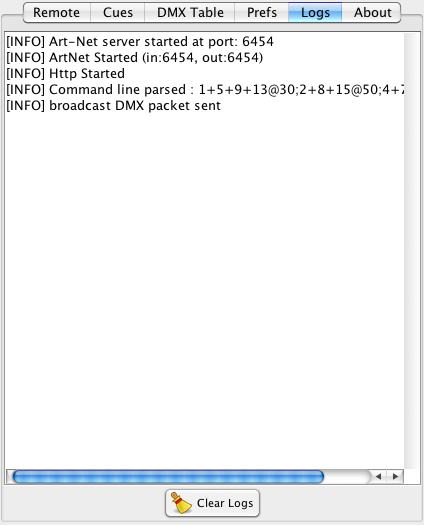 Remote Cues DMX Table Prefs Logs About
[INFO] Art-Net server started at port: 6454
[INFO] ArtNet Started (in:6454, out:6454)
[INFO] Http Started
[INFO] Command line parsed : 1+5+9+13@30;2+8+15@50;4+7
[INFO] broadcast DMX packet sent
Clear Logs